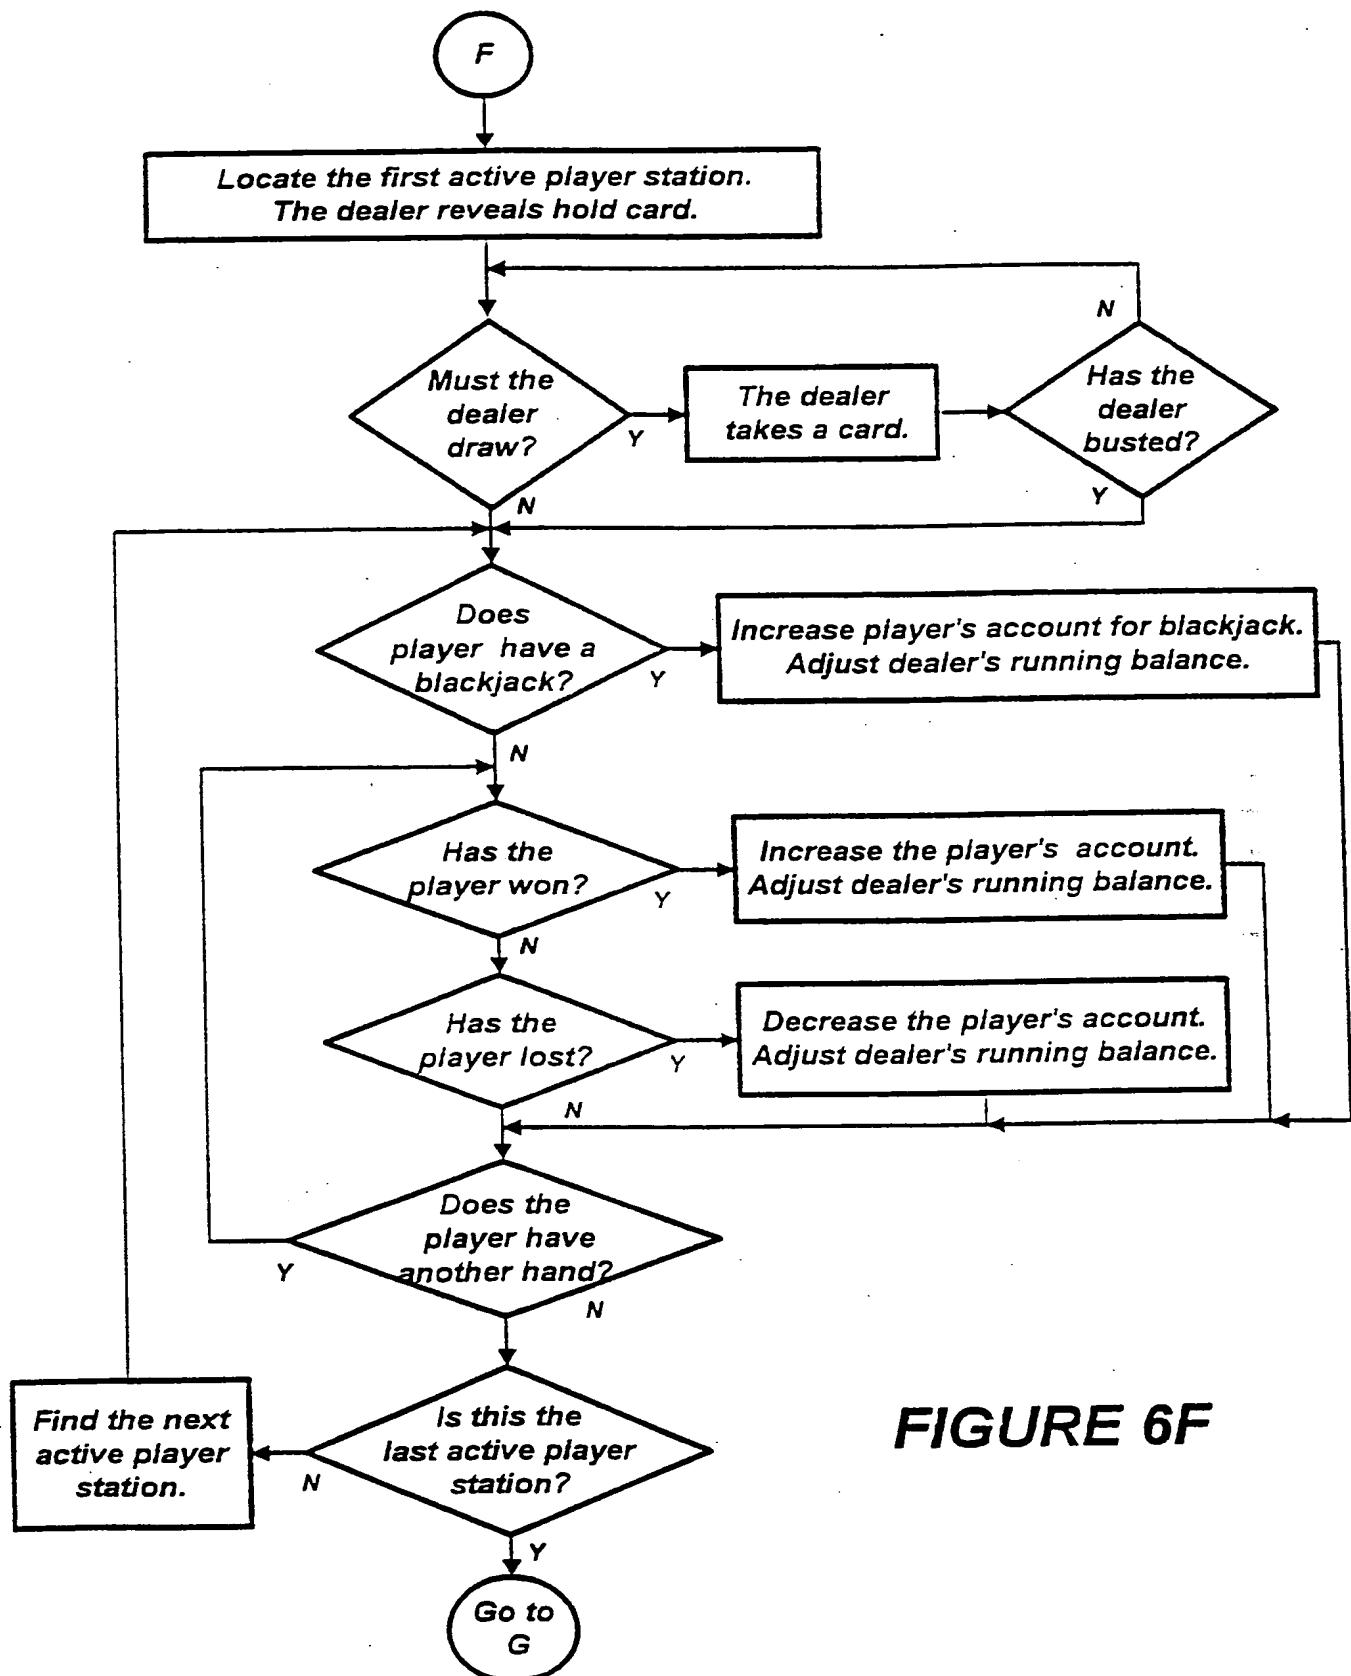 F
Locate the first active player station.
The dealer reveals hold card.
N
Must the
dealer
draw?
Y
The dealer
takes a card.
Has the
dealer
busted?
Y
N
Does
player have a
blackjack?
Y
Increase player's account for blackjack.
Adjust dealer's running balance.
N
Has the
player won?
Y
Increase the player's account.
Adjust dealer's running balance.
N
Has the
player lost?
Y
Decrease the player's account.
Adjust dealer's running balance.
N
Does the
player have
another hand?
Y
N
Is this the
last active player
station?
N
Find the next
active player
station.
Y
Go to
G
FIGURE 6F